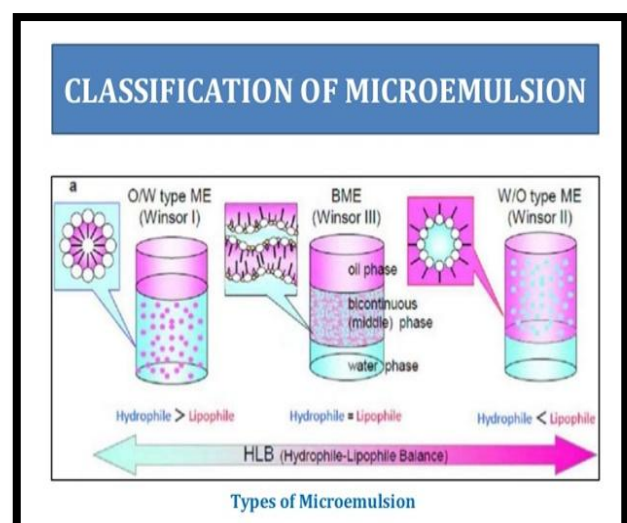 CLASSIFICATION OF MICROEMULSION
a
O/W type ME
(Winsor I)
BME
(Winsor III)
W/O type ME
(Winsor II)
oil phase
bicontinuous
(middle) phase
water phase
Hydrophile > Lipophile
Hydrophile = Lipophile
Hydrophile < Lipophile
HLB (Hydrophile-Lipophile Balance)
Types of Microemulsion